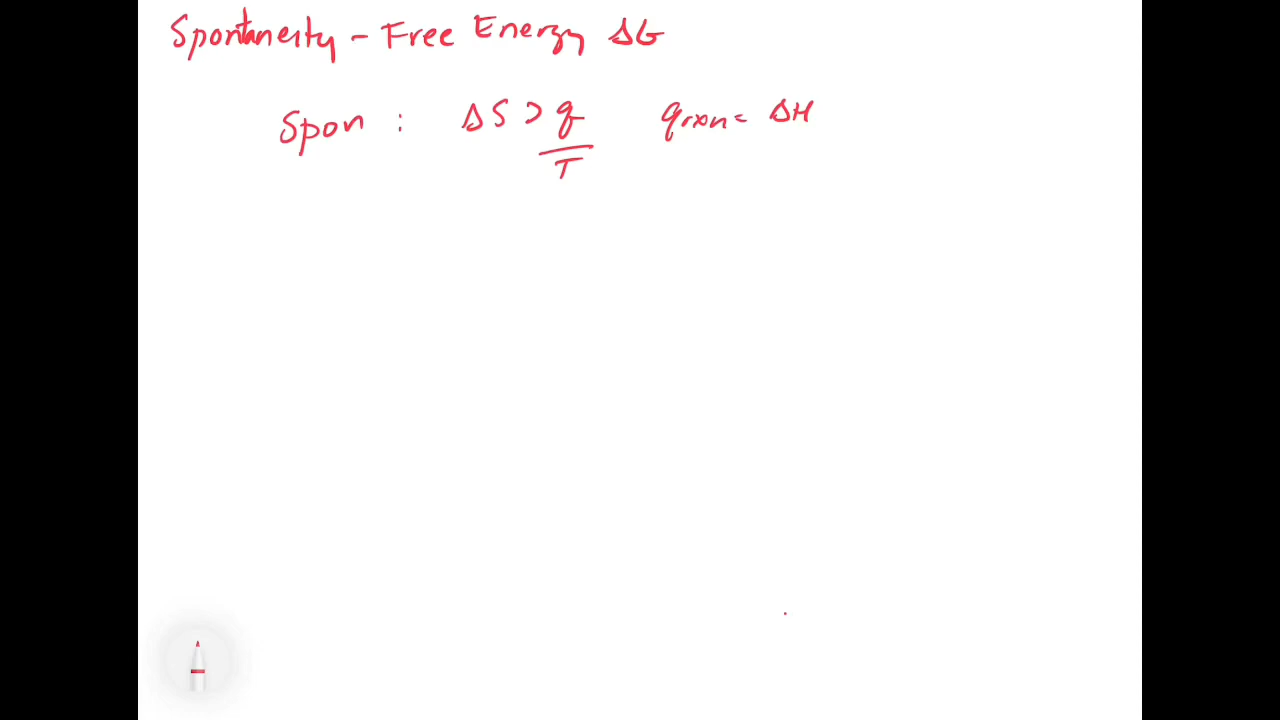 Spontaneity - Free Energy ΔG
Spon : ΔS > q/T qrxn = ΔH